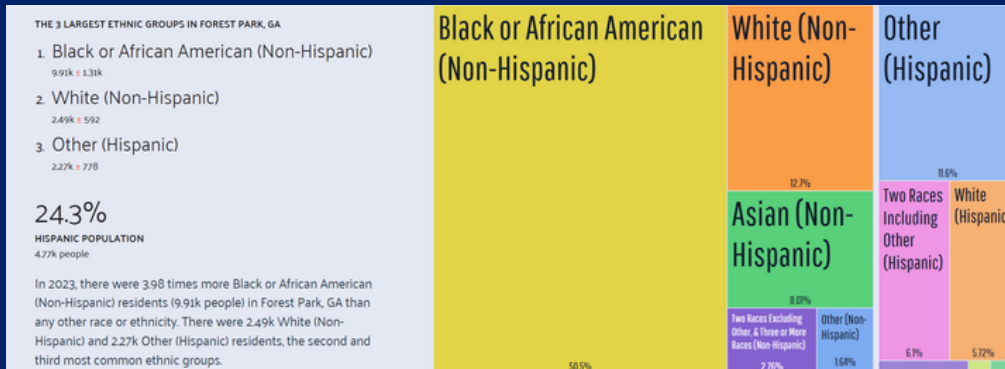 THE 3 LARGEST ETHNIC GROUPS IN FOREST PARK, GA
1. Black or African American (Non-Hispanic)
9.91k ± 1.31k
2. White (Non-Hispanic)
2.49k ± 592
3. Other (Hispanic)
2.27k ± 778
24.3%
HISPANIC POPULATION
4.77k people
In 2023, there were 3.98 times more Black or African American
(Non-Hispanic) residents (9.91k people) in Forest Park, GA than
any other race or ethnicity. There were 2.49k White (Non-
Hispanic) and 2.27k Other (Hispanic) residents, the second and
third most common ethnic groups.
Black or African American
(Non-Hispanic)
50.5%
White (Non-
Hispanic)
12.7%
Asian (Non-
Hispanic)
8.01%
Two Races Excluding
Other, & Three or More
Races (Non-Hispanic)
2.76%
Other (Non-
Hispanic)
1.64%
Other
(Hispanic)
11.6%
Two Races
Including
Other
(Hispanic)
6.1%
White
(Hispanic
5.72%